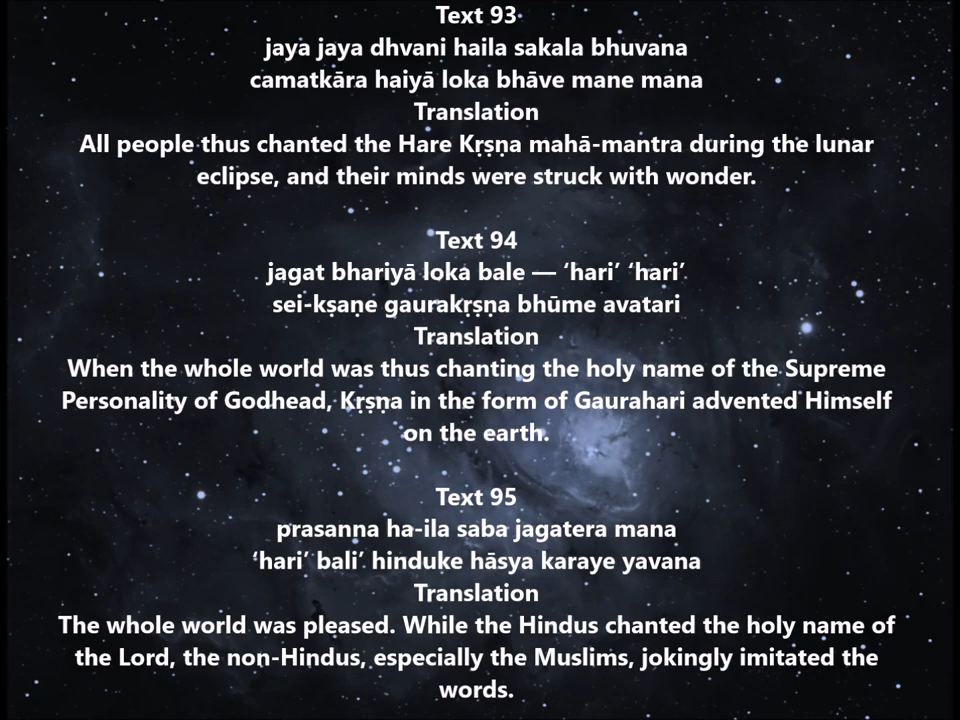 Text 93
jaya jaya dhvani haila sakala bhuvana
camatkāra haiyā loka bhāve mane mana
Translation
All people thus chanted the Hare Kṛṣṇa mahā-mantra during the lunar
eclipse, and their minds were struck with wonder.
Text 94
jagat bhariyā loka bale — ‘hari’ ‘hari’
sei-kṣaṇe gaurakṛṣṇa bhūme avatari
Translation
When the whole world was thus chanting the holy name of the Supreme
Personality of Godhead, Kṛṣṇa in the form of Gaurahari advented Himself
on the earth.
Text 95
prasanna ha-ila saba jagatera mana
‘hari’ bali’ hinduke hāsya karaye yavana
Translation
The whole world was pleased. While the Hindus chanted the holy name of
the Lord, the non-Hindus, especially the Muslims, jokingly imitated the
words.